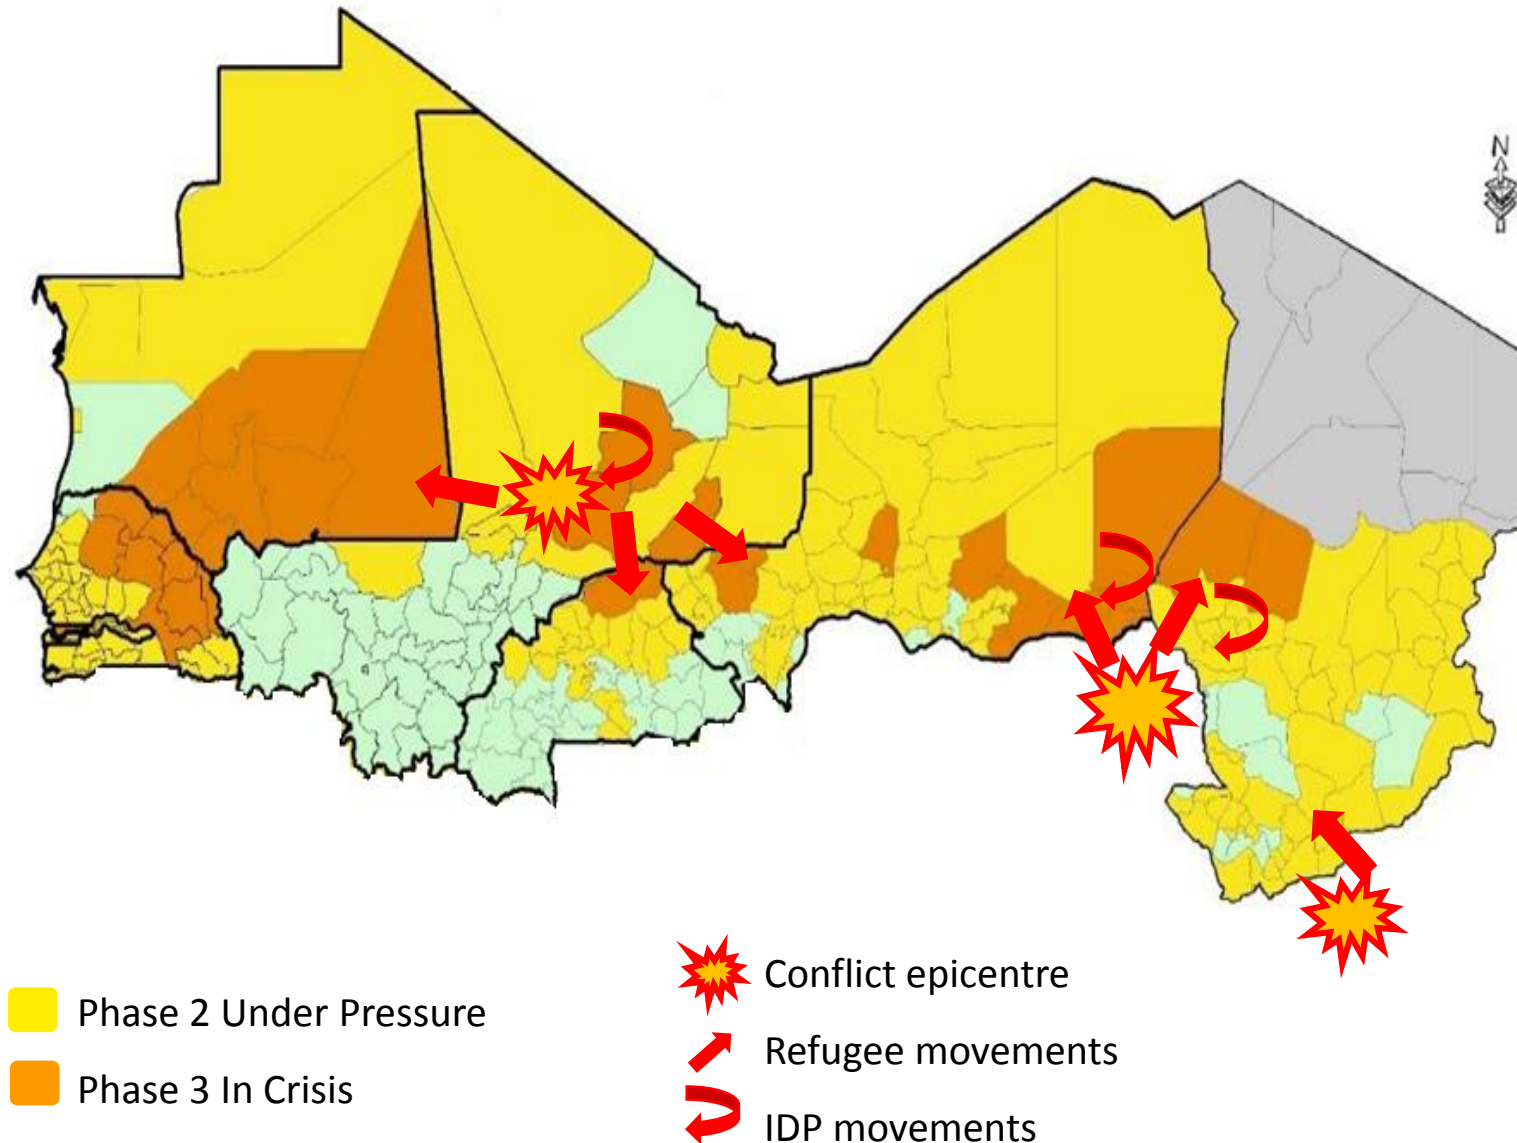 N
Phase 2 Under Pressure
Phase 3 In Crisis
Conflict epicentre
Refugee movements
IDP movements